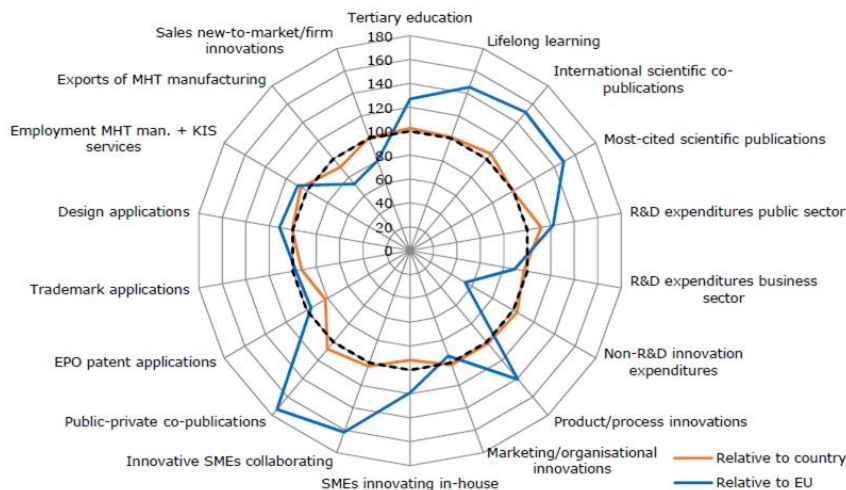 Tertiary education
180
160
140
120
100
80
60
40
20
0
Lifelong learning
International scientific co-
publications
Most-cited scientific publications
R&D expenditures public sector
R&D expenditures business
sector
Non-R&D innovation
expenditures
Product/process innovations
Marketing/organisational
innovations
SMEs innovating in-house
Innovative SMEs collaborating
Public-private co-publications
EPO patent applications
Trademark applications
Design applications
Employment MHT man. + KIS
services
Exports of MHT manufacturing
Sales new-to-market/firm
innovations
Relative to country
Relative to EU